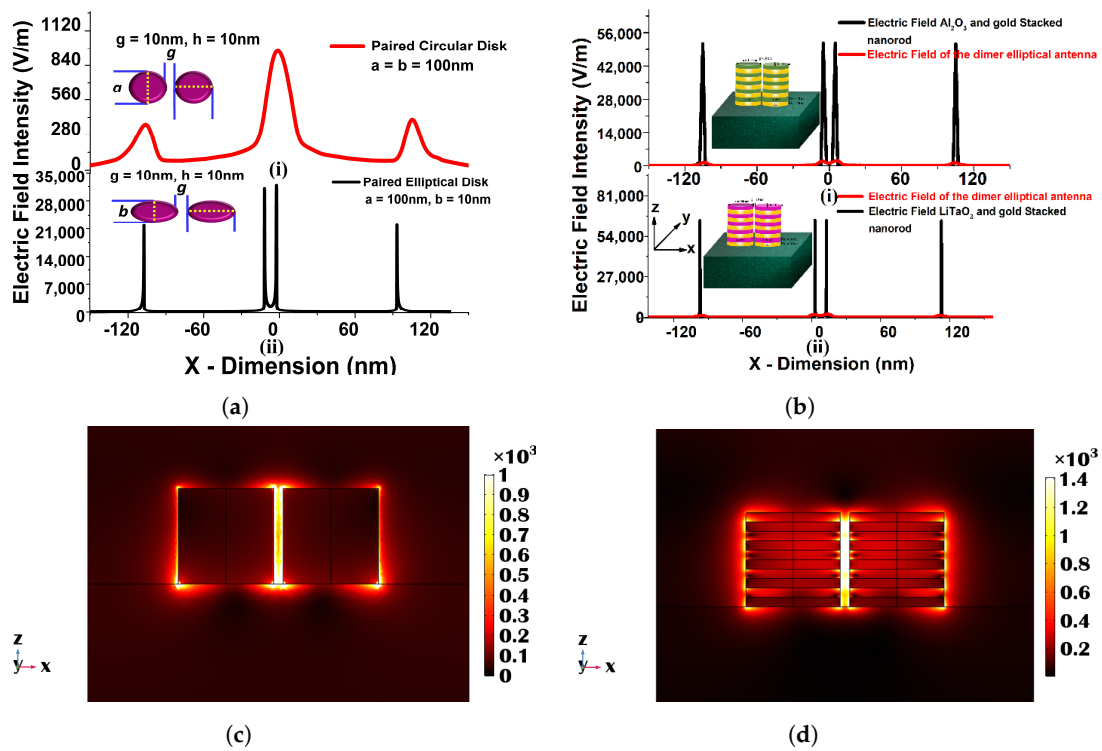 (a)
1120
840
560
280
0
g = 10nm, h = 10nm
g
a
Paired Circular Disk
a = b = 100nm
(i)
35,000
28,000
21,000
14,000
7,000
0
g = 10nm, h = 10nm
g
b
Paired Elliptical Disk
a = 100nm, b = 10nm
-120
-60
0
60
120
(ii)
Electric Field Intensity (V/m)
X - Dimension (nm)
(a)
(b)
56,000
42,000
28,000
14,000
0
Electric Field Al₂O₃ and gold Stacked
nanorod
Electric Field of the dimer elliptical antenna
-120
-60
0
60
120
(i)
81,000
54,000
27,000
0
Electric Field of the dimer elliptical antenna
Electric Field LiTaO₃ and gold Stacked
nanorod
z
y
x
-120
-60
0
60
120
(ii)
Electric Field Intensity (V/m)
X - Dimension (nm)
(b)
×10³
1
0.9
0.8
0.7
0.6
0.5
0.4
0.3
0.2
0.1
0
z
y
x
(c)
×10³
1.4
1.2
1
0.8
0.6
0.4
0.2
0
z
y
x
(d)